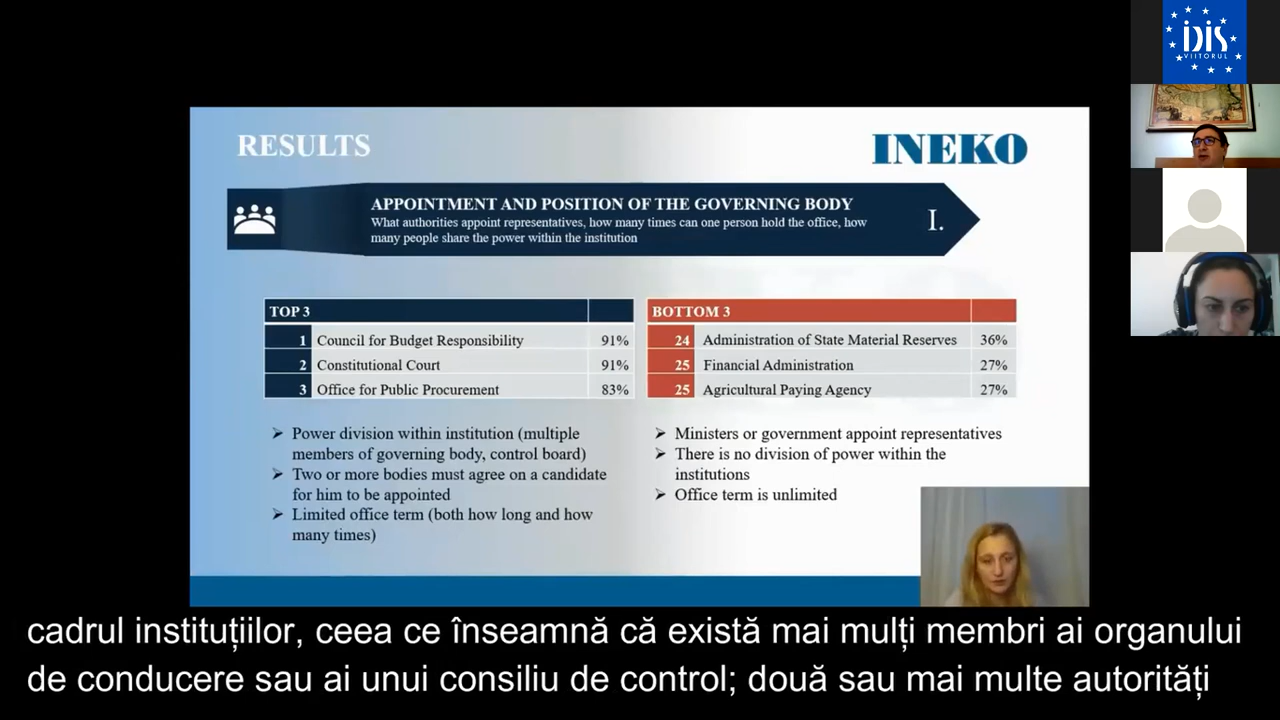 iDiS
VIITORUL
RESULTS
INEKO
APPOINTMENT AND POSITION OF THE GOVERNING BODY
What authorities appoint representatives, how many times can one person hold the office, how
many people share the power within the institution
I.
TOP 3
1 Council for Budget Responsibility 91%
2 Constitutional Court 91%
3 Office for Public Procurement 83%
BOTTOM 3
24 Administration of State Material Reserves 36%
25 Financial Administration 27%
25 Agricultural Paying Agency 27%
➢ Power division within institution (multiple
members of governing body, control board)
➢ Two or more bodies must agree on a candidate
for him to be appointed
➢ Limited office term (both how long and how
many times)
➢ Ministers or government appoint representatives
➢ There is no division of power within the
institutions
➢ Office term is unlimited
cadrul instituțiilor, ceea ce înseamnă că există mai mulți membri ai organului
de conducere sau ai unui consiliu de control; două sau mai multe autorități